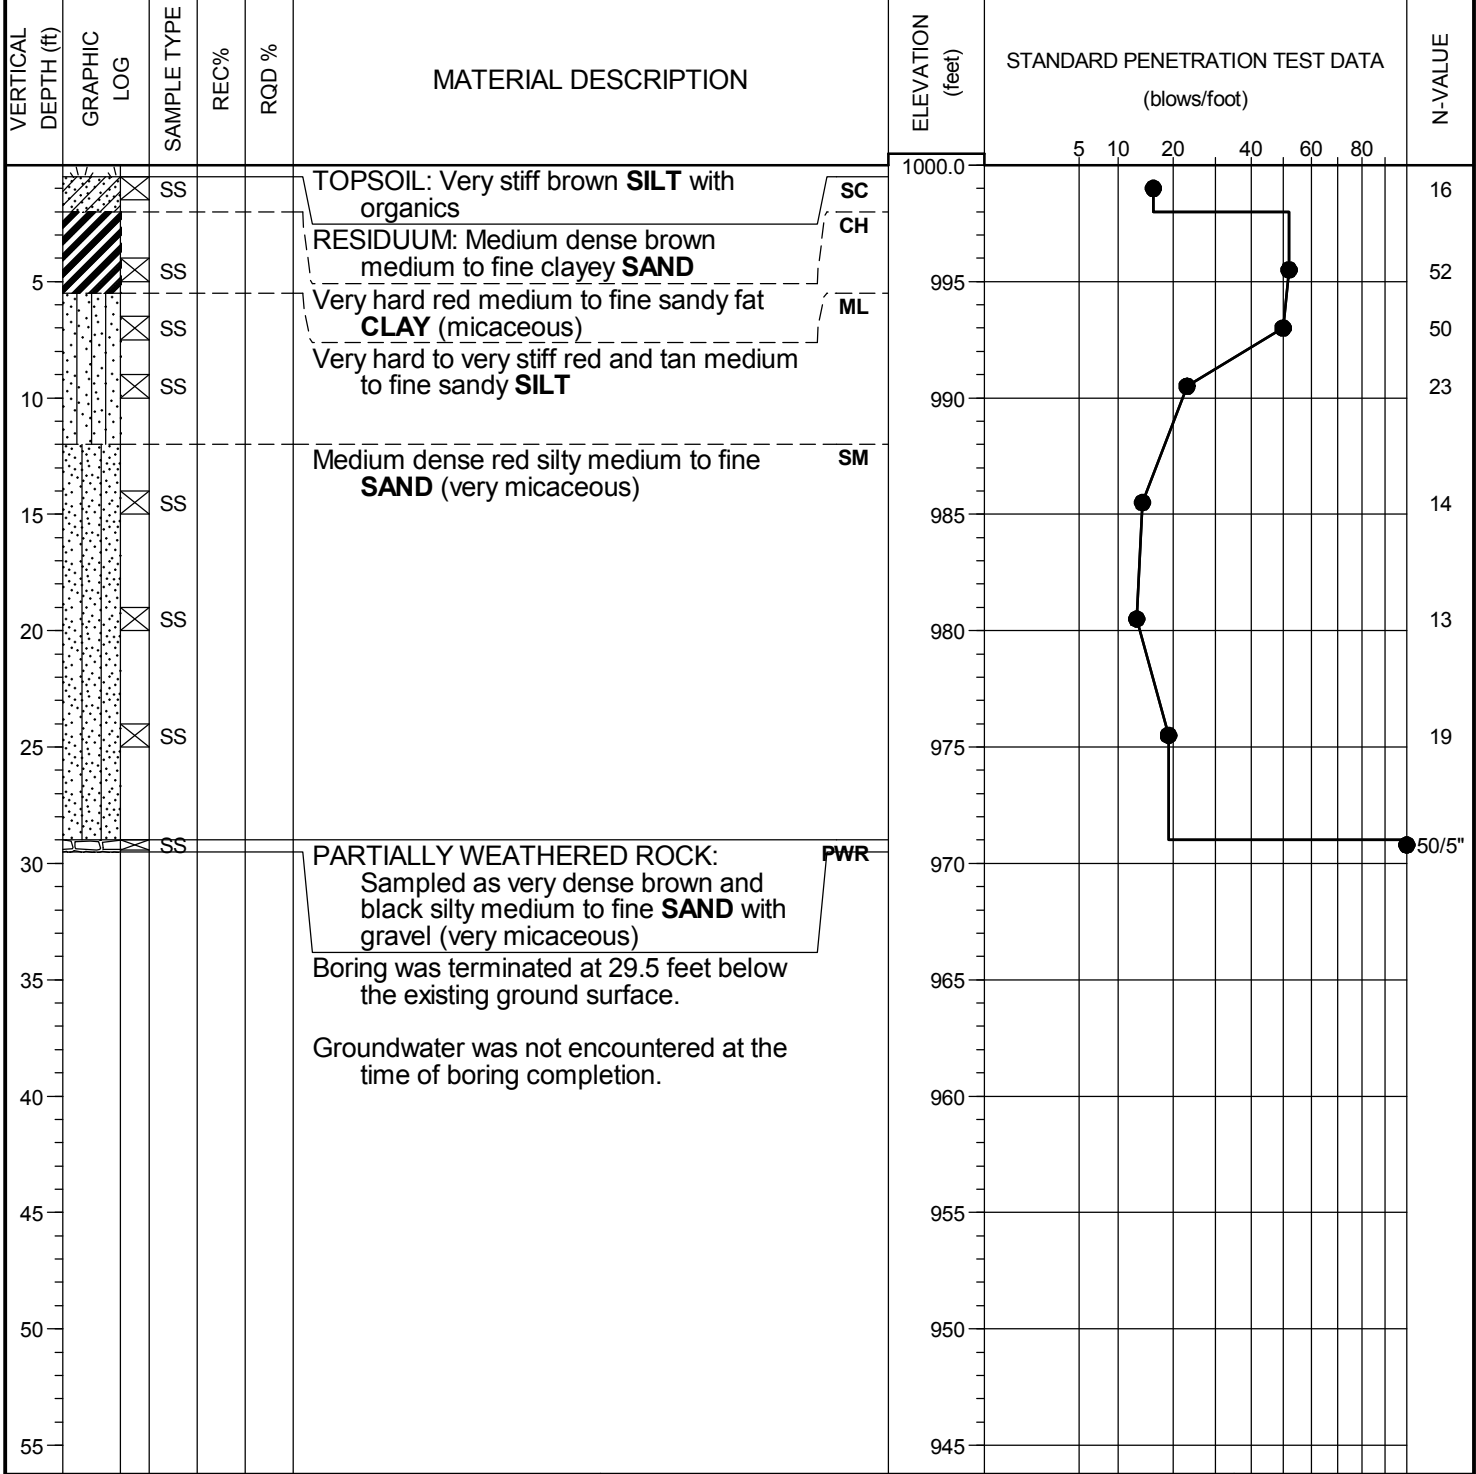 VERTICAL
DEPTH (ft)
GRAPHIC
LOG
SAMPLE TYPE
REC%
RQD %
MATERIAL DESCRIPTION
ELEVATION
(feet)
STANDARD PENETRATION TEST DATA
(blows/foot)
N-VALUE
5 10 20 40 60 80
1000.0
TOPSOIL: Very stiff brown SILT with
organics
SS
SC
16
CH
RESIDUUM: Medium dense brown
medium to fine clayey SAND
SS
52
5
995
Very hard red medium to fine sandy fat
CLAY (micaceous)
ML
SS
50
Very hard to very stiff red and tan medium
to fine sandy SILT
SS
23
10
990
Medium dense red silty medium to fine
SAND (very micaceous)
SM
SS
14
15
985
SS
13
20
980
SS
19
25
975
SS
50/5"
PARTIALLY WEATHERED ROCK:
Sampled as very dense brown and
black silty medium to fine SAND with
gravel (very micaceous)
PWR
30
970
Boring was terminated at 29.5 feet below
the existing ground surface.
35
965
Groundwater was not encountered at the
time of boring completion.
40
960
45
955
50
950
55
945